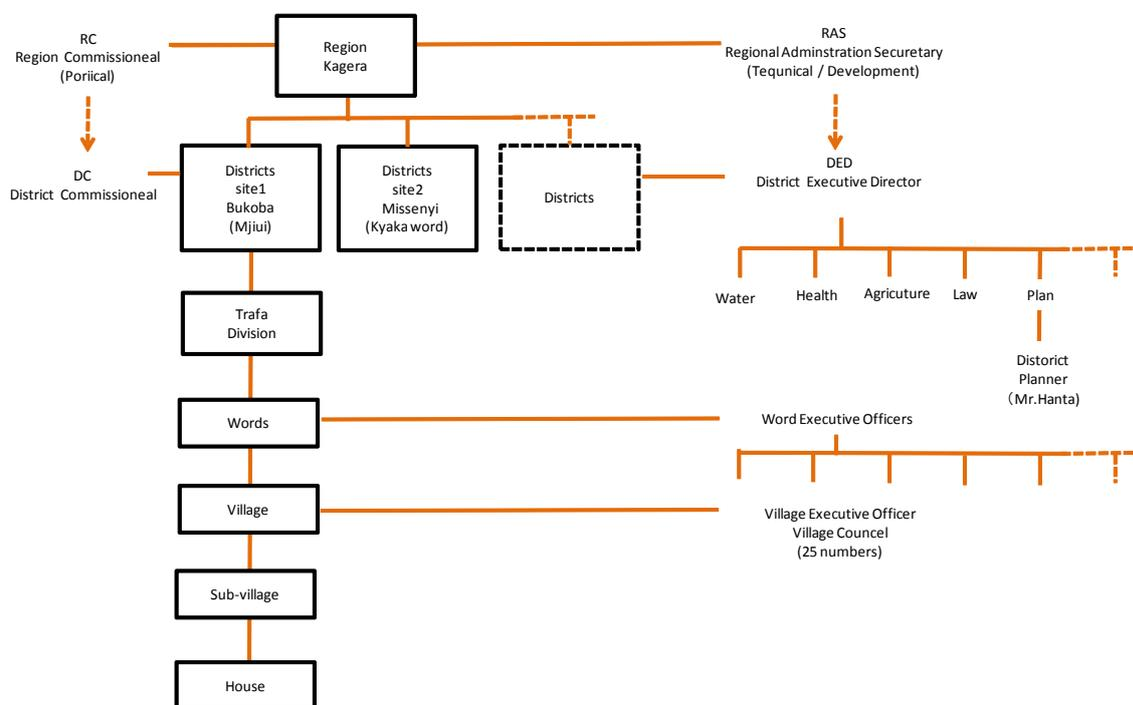 RC
Region Commissioneal
(Poriical)
Region
Kagera
RAS
Regional Adminstration Securetary
(Tequnical / Development)
DC
District Commissioneal
Districts
site1
Bukoba
(Mjiui)
Districts
site2
Missenyi
(Kyaka word)
Districts
DED
District Executive Director
Water
Health
Agricuture
Law
Plan
Trafa
Division
Distorict
Planner
(Mr.Hanta)
Words
Word Executive Officers
Village
Village Executive Officer
Village Councel
(25 numbers)
Sub-village
House